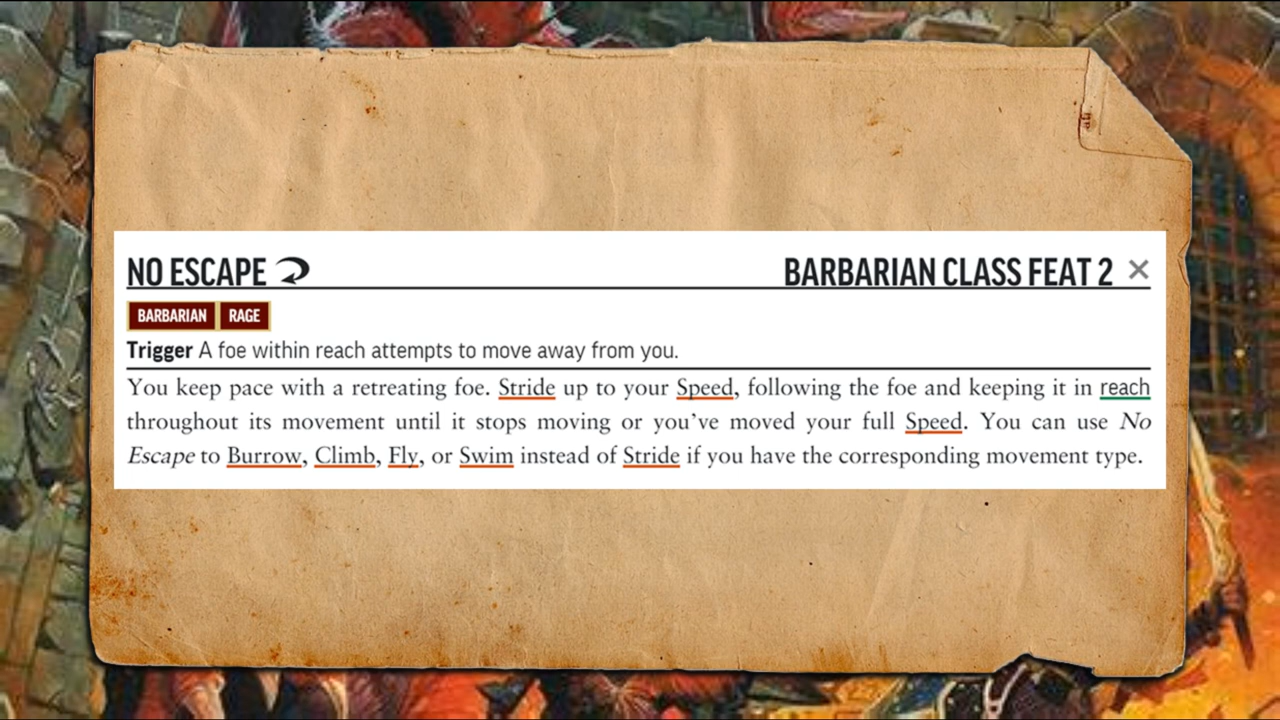 NO ESCAPE BARBARIAN CLASS FEAT 2 ×
BARBARIAN RAGE
Trigger A foe within reach attempts to move away from you.
You keep pace with a retreating foe. Stride up to your Speed, following the foe and keeping it in reach
throughout its movement until it stops moving or you've moved your full Speed. You can use No
Escape to Burrow, Climb, Fly, or Swim instead of Stride if you have the corresponding movement type.